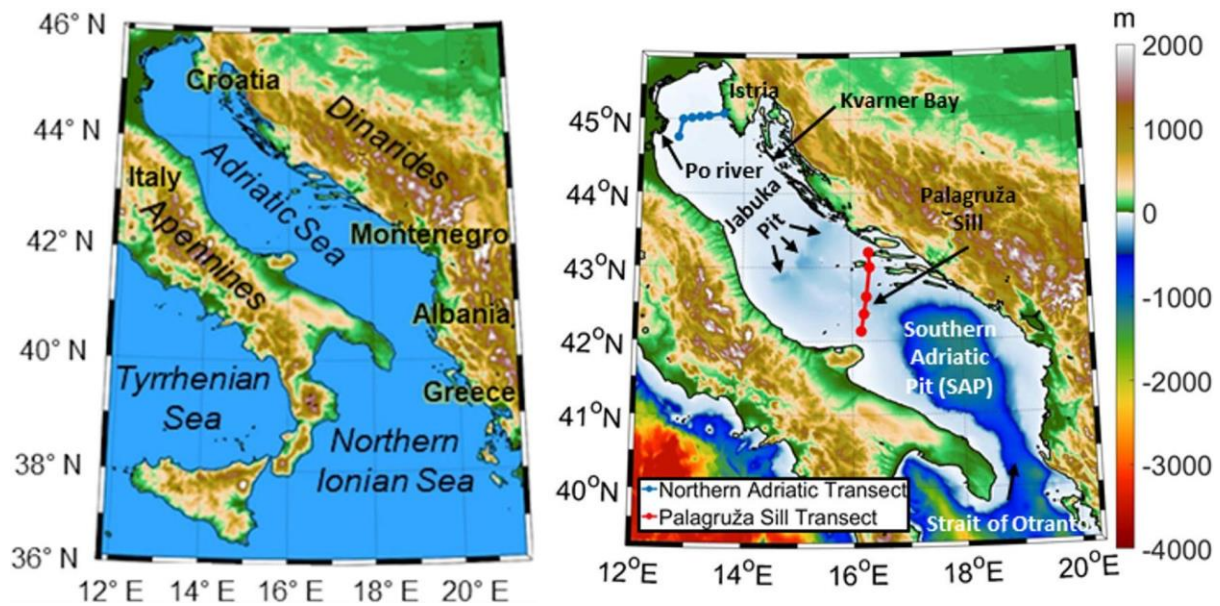 46° N
44° N
42° N
40° N
38° N
36° N
12° E
14° E
16° E
18° E
20° E
Croatia
Dinarides
Adriatic Sea
Italy
Apennines
Montenegro
Albania
Greece
Tyrrhenian
Sea
Northern
Ionian Sea
45°N
44°N
43°N
42°N
41°N
40°N
12°E
14°E
16°E
18°E
20°E
Istria
Kvarner Bay
Po river
Jabuka
Pit
Palagruža
Sill
Southern
Adriatic
Pit (SAP)
Strait of Otranto
Northern Adriatic Transect
Palagruža Sill Transect
m
2000
1000
0
-1000
-2000
-3000
-4000